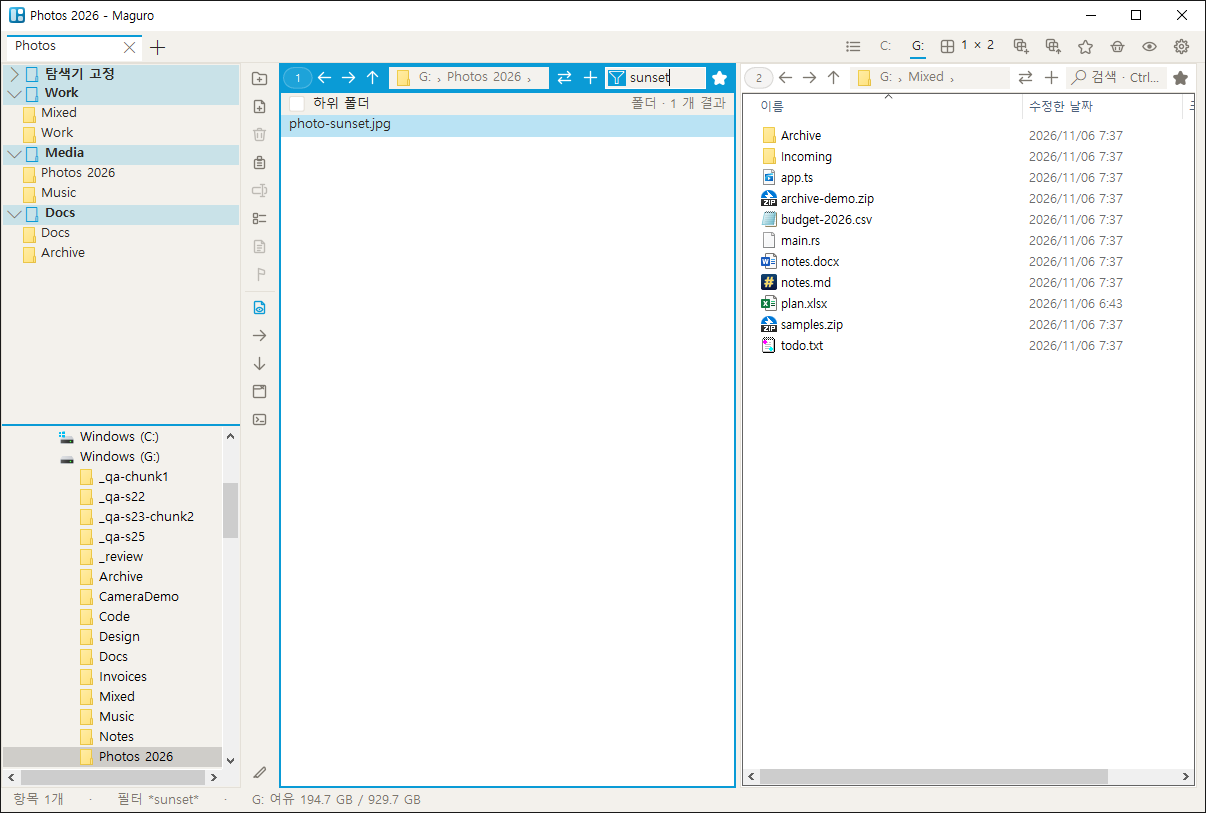 Photos 2026 - Maguro
Photos
C: G: 1 × 2
탐색기 고정
Work
Mixed
Work
Media
Photos 2026
Music
Docs
Docs
Archive
Windows (C:)
Windows (G:)
_qa-chunk1
_qa-s22
_qa-s23-chunk2
_qa-s25
_review
Archive
CameraDemo
Code
Design
Docs
Invoices
Mixed
Music
Notes
Photos 2026
1 G: › Photos 2026 › sunset
하위 폴더 폴더 · 1 개 결과
photo-sunset.jpg
2 G: › Mixed › 검색 · Ctrl...
이름 수정한 날짜
Archive 2026/11/06 7:37
Incoming 2026/11/06 7:37
app.ts 2026/11/06 7:37
archive-demo.zip 2026/11/06 7:37
budget-2026.csv 2026/11/06 7:37
main.rs 2026/11/06 7:37
notes.docx 2026/11/06 7:37
notes.md 2026/11/06 7:37
plan.xlsx 2026/11/06 6:43
samples.zip 2026/11/06 7:37
todo.txt 2026/11/06 7:37
항목 1개 · 필터 *sunset* · G: 여유 194.7 GB / 929.7 GB